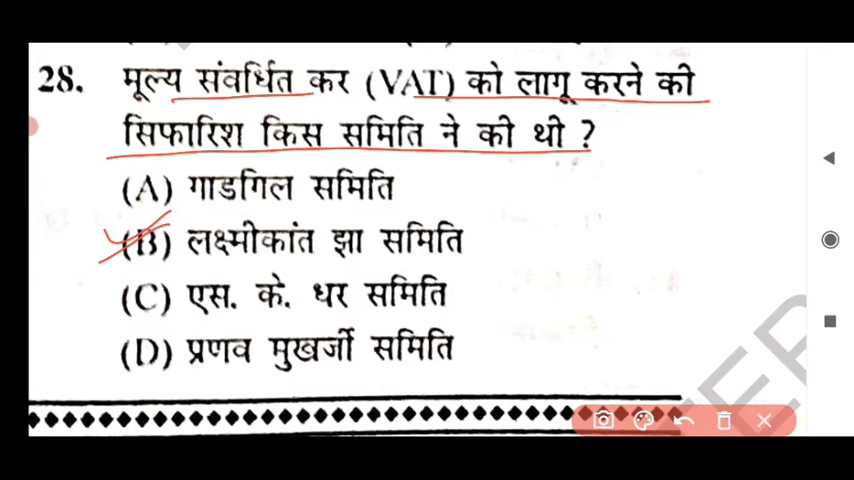 28. मूल्य संवर्धित कर (VAT) को लागू करने की
सिफारिश किस समिति ने की थी ?
(A) गाडगिल समिति
(B) लक्ष्मीकांत झा समिति
(C) एस. के. धर समिति
(D) प्रणव मुखर्जी समिति